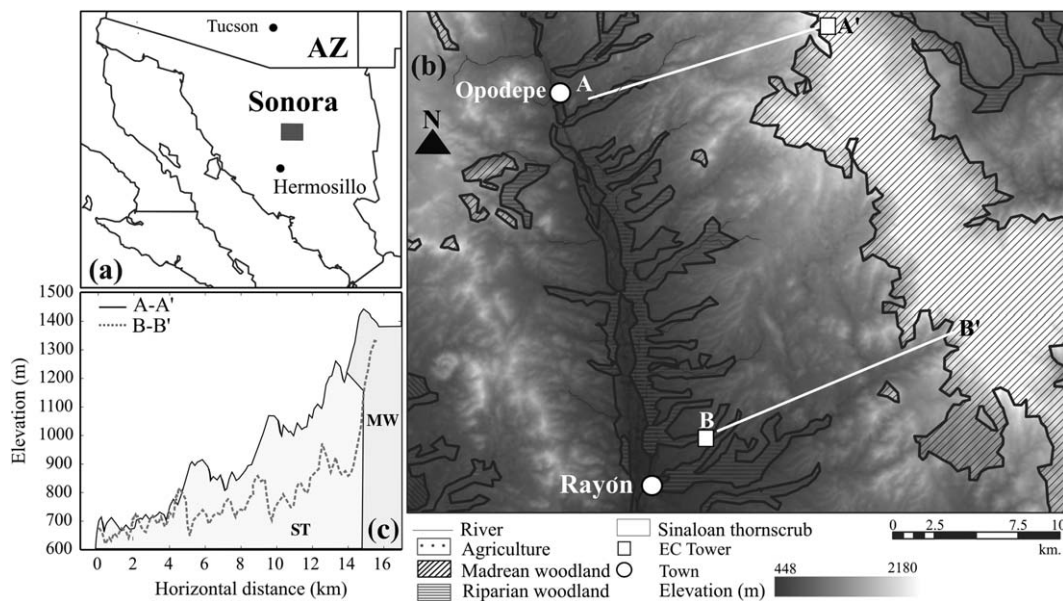 Tucson
AZ
Sonora
Hermosillo
(a)
(b)
A'
Opodepe
A
N
B'
B
Rayón
1500
1400
1300
1200
1100
1000
900
800
700
600
Elevation (m)
A-A'
B-B'
MW
ST
(c)
0 2 4 6 8 10 12 14 16
Horizontal distance (km)
River
Agriculture
Madrean woodland
Riparian woodland
Sinaloan thornscrub
EC Tower
Town
Elevation (m)
448 2180
0 2.5 5 7.5 10
km.